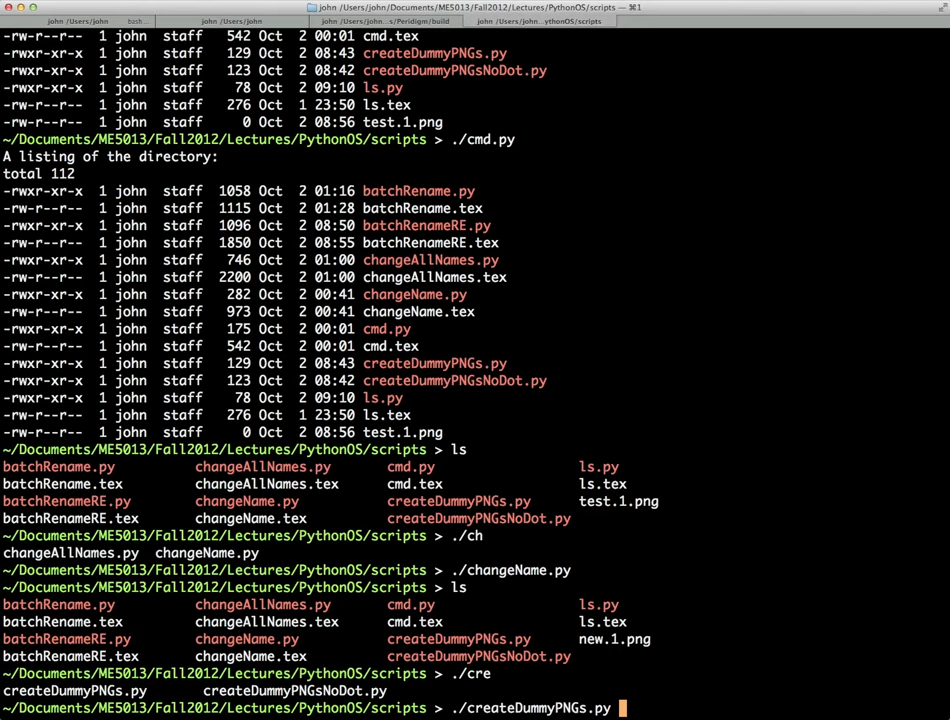 john /Users/john/Documents/ME5013/Fall2012/Lectures/PythonOS/scripts — ⌘1
john /Users/john bash... john /Users/john john /Users/john...s/Peridigm/build john /Users/john...ythonOS/scripts
-rw-r--r-- 1 john staff 542 Oct 2 00:01 cmd.tex
-rwxr-xr-x 1 john staff 129 Oct 2 08:43 createDummyPNGs.py
-rwxr-xr-x 1 john staff 123 Oct 2 08:42 createDummyPNGsNoDot.py
-rwxr-xr-x 1 john staff 78 Oct 2 09:10 ls.py
-rw-r--r-- 1 john staff 276 Oct 1 23:50 ls.tex
-rw-r--r-- 1 john staff 0 Oct 2 08:56 test.1.png
~/Documents/ME5013/Fall2012/Lectures/PythonOS/scripts > ./cmd.py
A listing of the directory:
total 112
-rwxr-xr-x 1 john staff 1058 Oct 2 01:16 batchRename.py
-rw-r--r-- 1 john staff 1115 Oct 2 01:28 batchRename.tex
-rwxr-xr-x 1 john staff 1096 Oct 2 08:50 batchRenameRE.py
-rw-r--r-- 1 john staff 1850 Oct 2 08:55 batchRenameRE.tex
-rwxr-xr-x 1 john staff 746 Oct 2 01:00 changeAllNames.py
-rw-r--r-- 1 john staff 2200 Oct 2 01:00 changeAllNames.tex
-rwxr-xr-x 1 john staff 282 Oct 2 00:41 changeName.py
-rw-r--r-- 1 john staff 973 Oct 2 00:41 changeName.tex
-rwxr-xr-x 1 john staff 175 Oct 2 00:01 cmd.py
-rw-r--r-- 1 john staff 542 Oct 2 00:01 cmd.tex
-rwxr-xr-x 1 john staff 129 Oct 2 08:43 createDummyPNGs.py
-rwxr-xr-x 1 john staff 123 Oct 2 08:42 createDummyPNGsNoDot.py
-rwxr-xr-x 1 john staff 78 Oct 2 09:10 ls.py
-rw-r--r-- 1 john staff 276 Oct 1 23:50 ls.tex
-rw-r--r-- 1 john staff 0 Oct 2 08:56 test.1.png
~/Documents/ME5013/Fall2012/Lectures/PythonOS/scripts > ls
batchRename.py changeAllNames.py cmd.py ls.py
batchRename.tex changeAllNames.tex cmd.tex ls.tex
batchRenameRE.py changeName.py createDummyPNGs.py test.1.png
batchRenameRE.tex changeName.tex createDummyPNGsNoDot.py
~/Documents/ME5013/Fall2012/Lectures/PythonOS/scripts > ./ch
changeAllNames.py changeName.py
~/Documents/ME5013/Fall2012/Lectures/PythonOS/scripts > ./changeName.py
~/Documents/ME5013/Fall2012/Lectures/PythonOS/scripts > ls
batchRename.py changeAllNames.py cmd.py ls.py
batchRename.tex changeAllNames.tex cmd.tex ls.tex
batchRenameRE.py changeName.py createDummyPNGs.py new.1.png
batchRenameRE.tex changeName.tex createDummyPNGsNoDot.py
~/Documents/ME5013/Fall2012/Lectures/PythonOS/scripts > ./cre
createDummyPNGs.py createDummyPNGsNoDot.py
~/Documents/ME5013/Fall2012/Lectures/PythonOS/scripts > ./createDummyPNGs.py